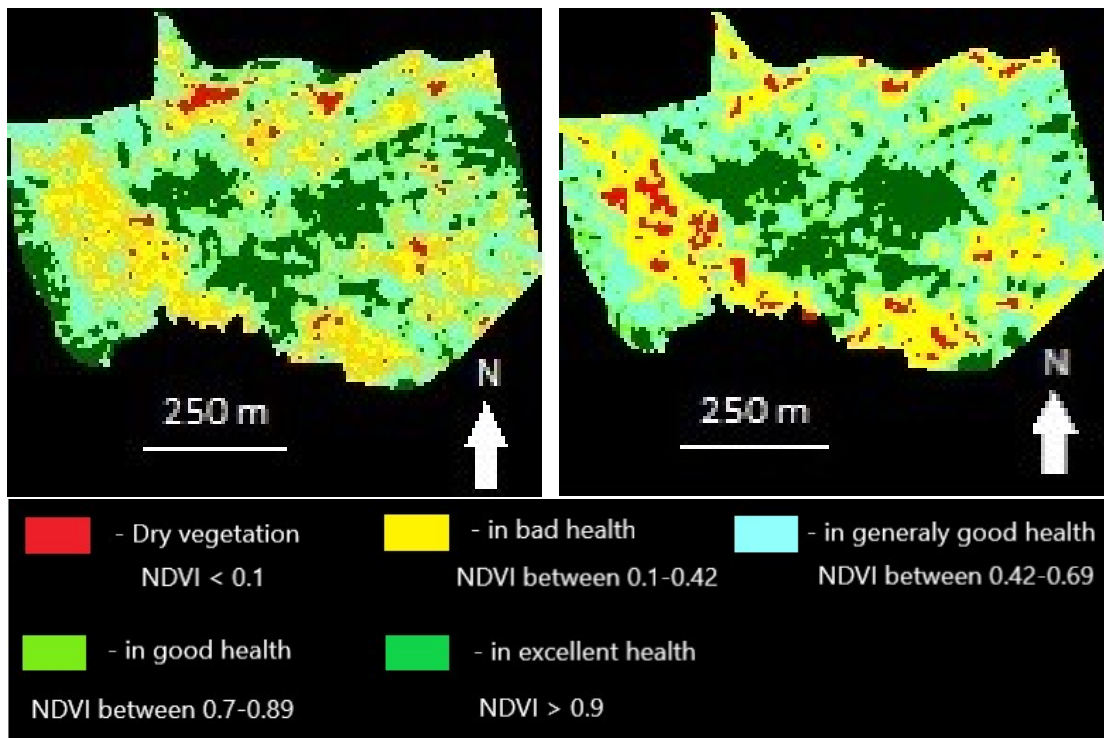 N
250 m
N
250 m
- Dry vegetation
NDVI < 0.1
- in bad health
NDVI between 0.1-0.42
- in generaly good health
NDVI between 0.42-0.69
- in good health
NDVI between 0.7-0.89
- in excellent health
NDVI > 0.9